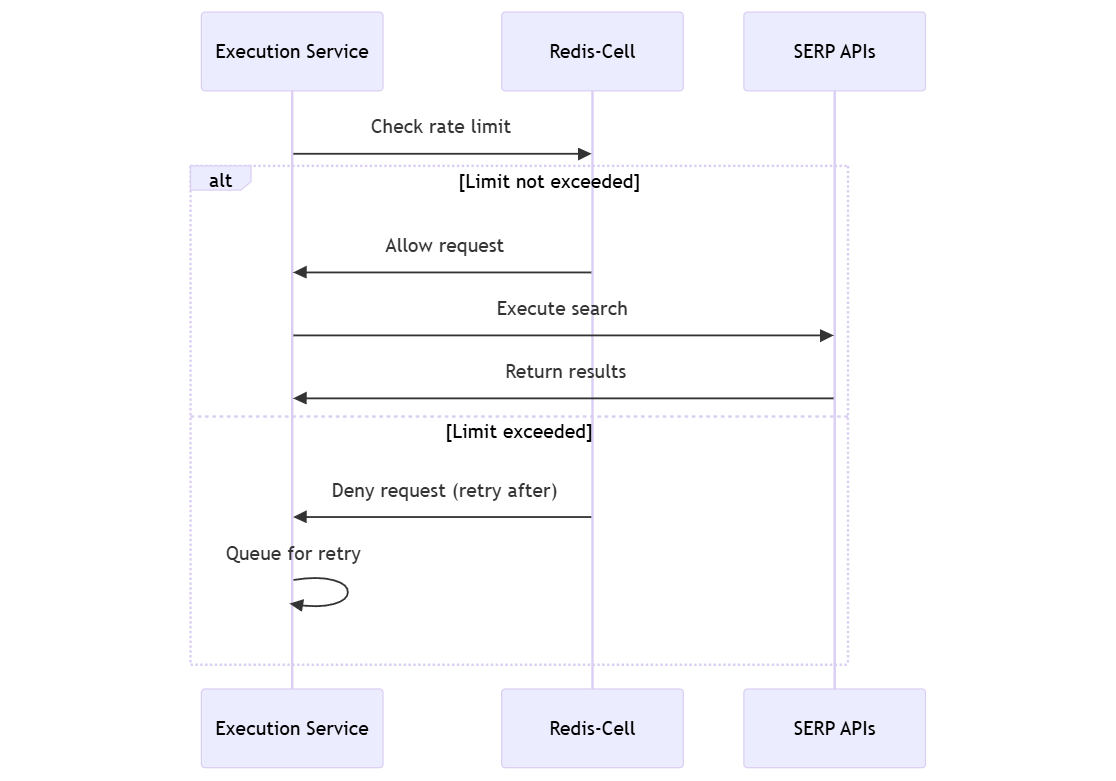 Execution Service
Redis-Cell
SERP APIs
Check rate limit
alt
[Limit not exceeded]
Allow request
Execute search
Return results
[Limit exceeded]
Deny request (retry after)
Queue for retry
Execution Service
Redis-Cell
SERP APIs